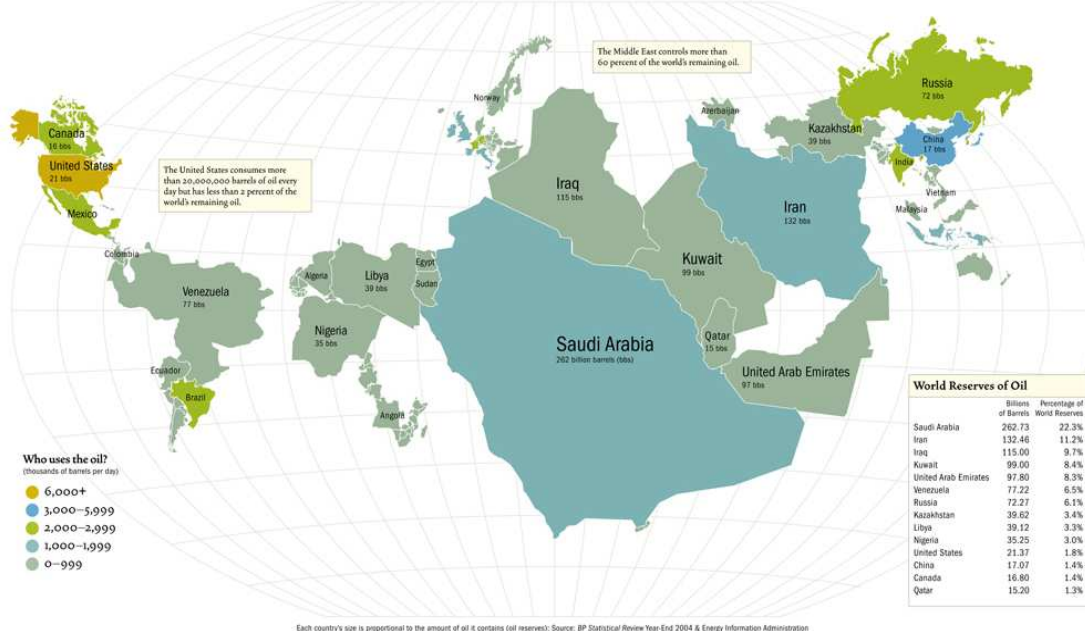 The Middle East controls more than
60 percent of the world's remaining oil.
Norway
Azerbaijan
Russia
72 bbs
Canada
16 bbs
Kazakhstan
39 bbs
China
17 bbs
United States
21 bbs
India
The United States consumes more
than 20,000,000 barrels of oil every
day but has less than 2 percent of the
world's remaining oil.
Iraq
115 bbs
Iran
132 bbs
Vietnam
Mexico
Malaysia
Colombia
Egypt
Kuwait
99 bbs
Algeria
Libya
39 bbs
Sudan
Venezuela
77 bbs
Nigeria
35 bbs
Saudi Arabia
262 billion barrels (bbs)
Qatar
15 bbs
Ecuador
United Arab Emirates
97 bbs
Brazil
Angola
Who uses the oil?
(thousands of barrels per day)
6,000+
3,000–5,999
2,000–2,999
1,000–1,999
0–999
World Reserves of Oil
Billions of Barrels Percentage of World Reserves
Saudi Arabia 262.73 22.3%
Iran 132.46 11.2%
Iraq 115.00 9.7%
Kuwait 99.00 8.4%
United Arab Emirates 97.80 8.3%
Venezuela 77.22 6.5%
Russia 72.27 6.1%
Kazakhstan 39.62 3.4%
Libya 39.12 3.3%
Nigeria 35.25 3.0%
United States 21.37 1.8%
China 17.07 1.4%
Canada 16.80 1.4%
Qatar 15.20 1.3%
Each country's size is proportional to the amount of oil it contains (oil reserves); Source: BP Statistical Review Year-End 2004 & Energy Information Administration